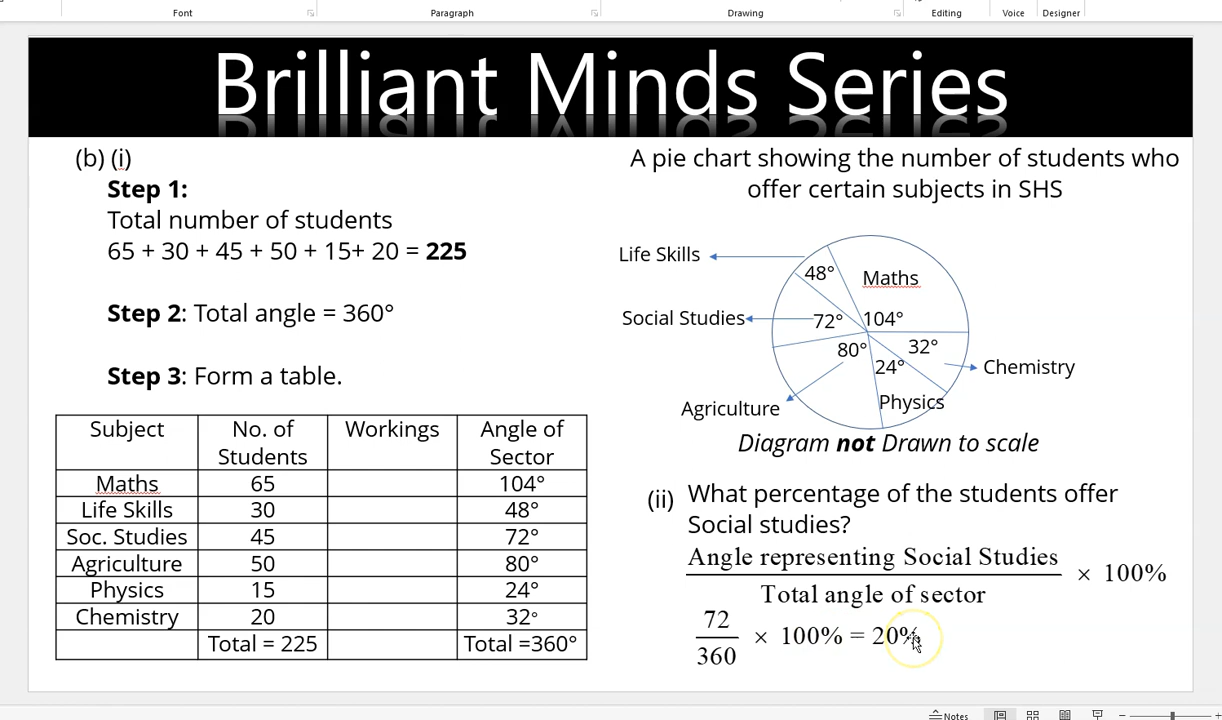 Font Paragraph Drawing Editing Voice Designer
Brilliant Minds Series
(b) (i)
Step 1:
Total number of students
65 + 30 + 45 + 50 + 15+ 20 = 225
Step 2: Total angle = 360°
Step 3: Form a table.
Subject No. of Students Workings Angle of Sector
Maths 65 104°
Life Skills 30 48°
Soc. Studies 45 72°
Agriculture 50 80°
Physics 15 24°
Chemistry 20 32°
Total = 225 Total =360°
A pie chart showing the number of students who
offer certain subjects in SHS
Life Skills
48°
Maths
Social Studies
72°
104°
80°
32°
24°
Chemistry
Agriculture
Physics
Diagram not Drawn to scale
(ii) What percentage of the students offer
Social studies?
Angle representing Social Studies
× 100%
Total angle of sector
72
× 100% = 20%
360
Notes